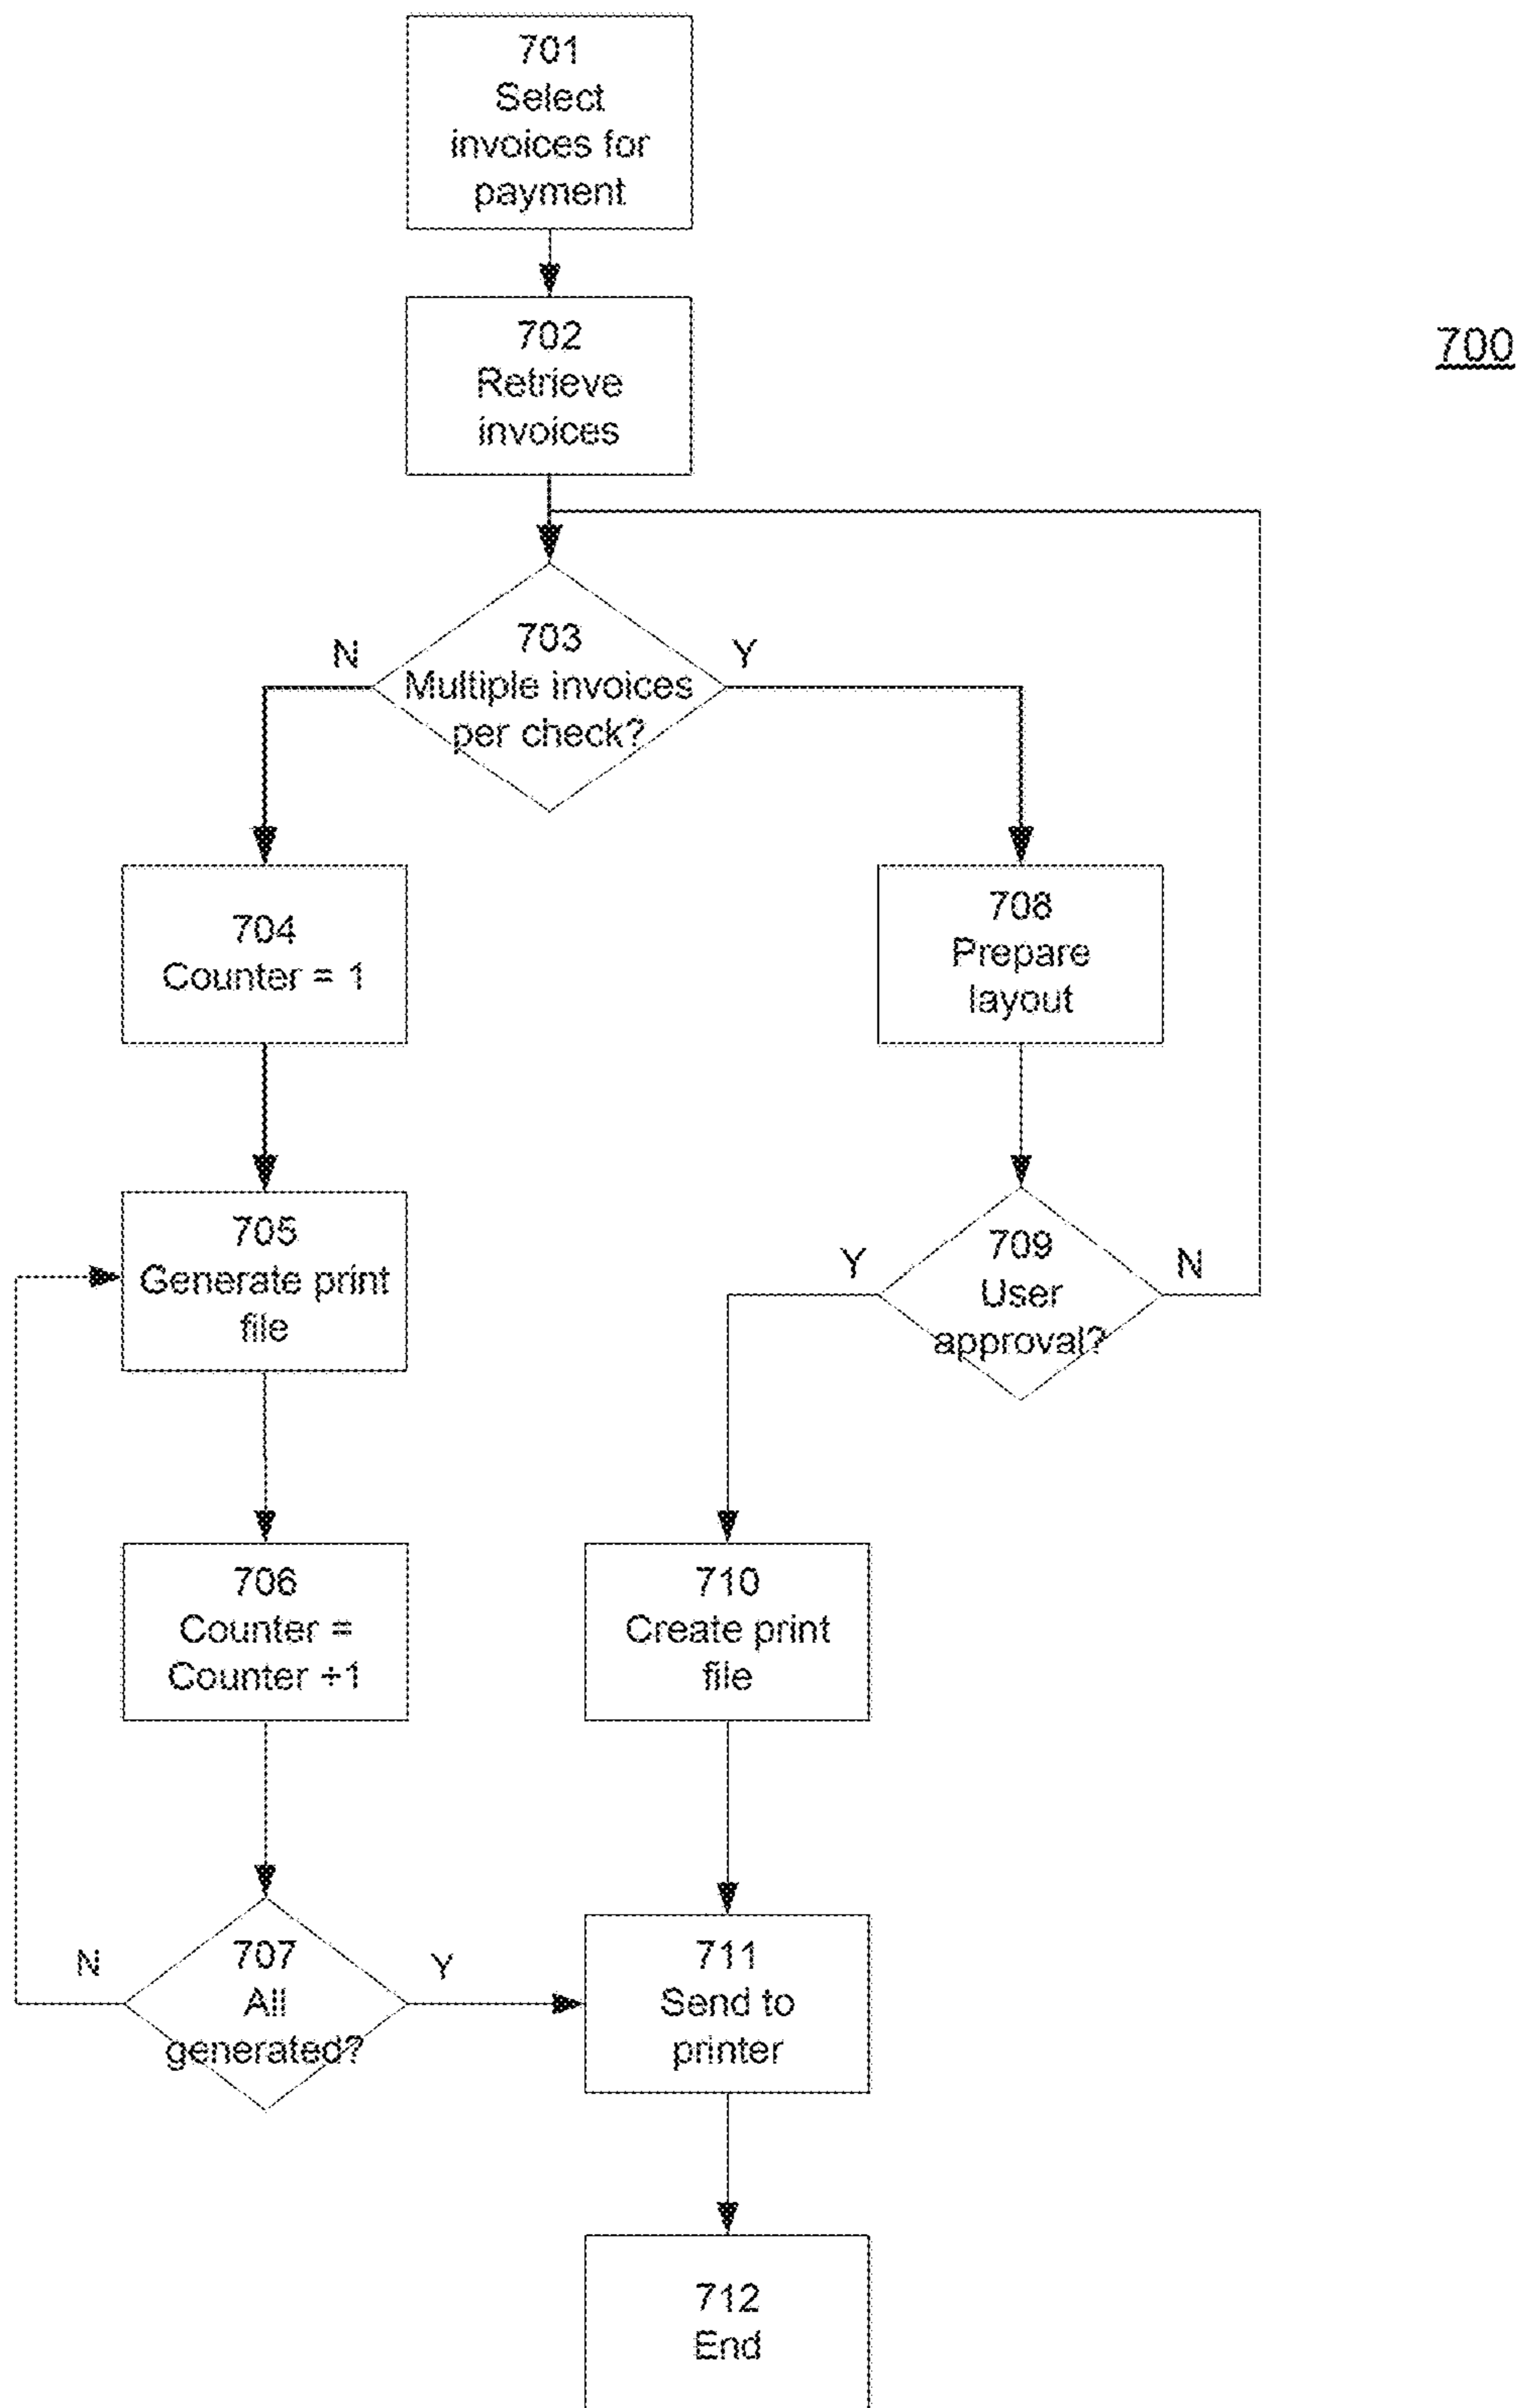 701
Select
invoices for
payment
702
Retrieve
invoices
700
703
Multiple invoices
per check?
N
Y
704
Counter = 1
708
Prepare
layout
705
Generate print
file
709
User
approval?
Y
N
706
Counter =
Counter +1
710
Create print
file
707
All
generated?
N
Y
711
Send to
printer
712
End